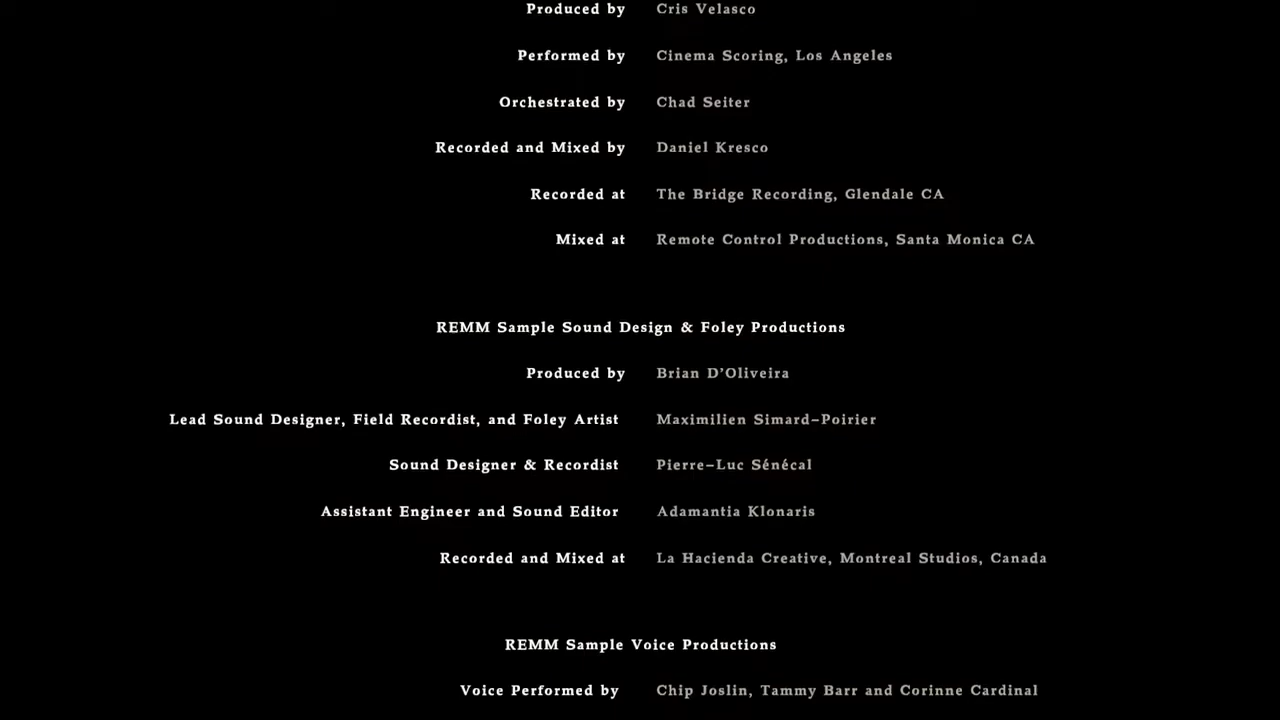 Produced by Cris Velasco
Performed by Cinema Scoring, Los Angeles
Orchestrated by Chad Seiter
Recorded and Mixed by Daniel Kresco
Recorded at The Bridge Recording, Glendale CA
Mixed at Remote Control Productions, Santa Monica CA
REMM Sample Sound Design & Foley Productions
Produced by Brian D’Oliveira
Lead Sound Designer, Field Recordist, and Foley Artist Maximilien Simard–Poirier
Sound Designer & Recordist Pierre–Luc Sénécal
Assistant Engineer and Sound Editor Adamantia Klonaris
Recorded and Mixed at La Hacienda Creative, Montreal Studios, Canada
REMM Sample Voice Productions
Voice Performed by Chip Joslin, Tammy Barr and Corinne Cardinal